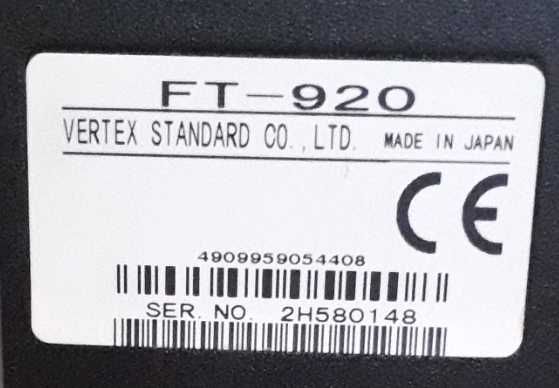 FT-920
VERTEX STANDARD CO.,LTD. MADE IN JAPAN
CE
4909959054408
SER. NO. 2H580148